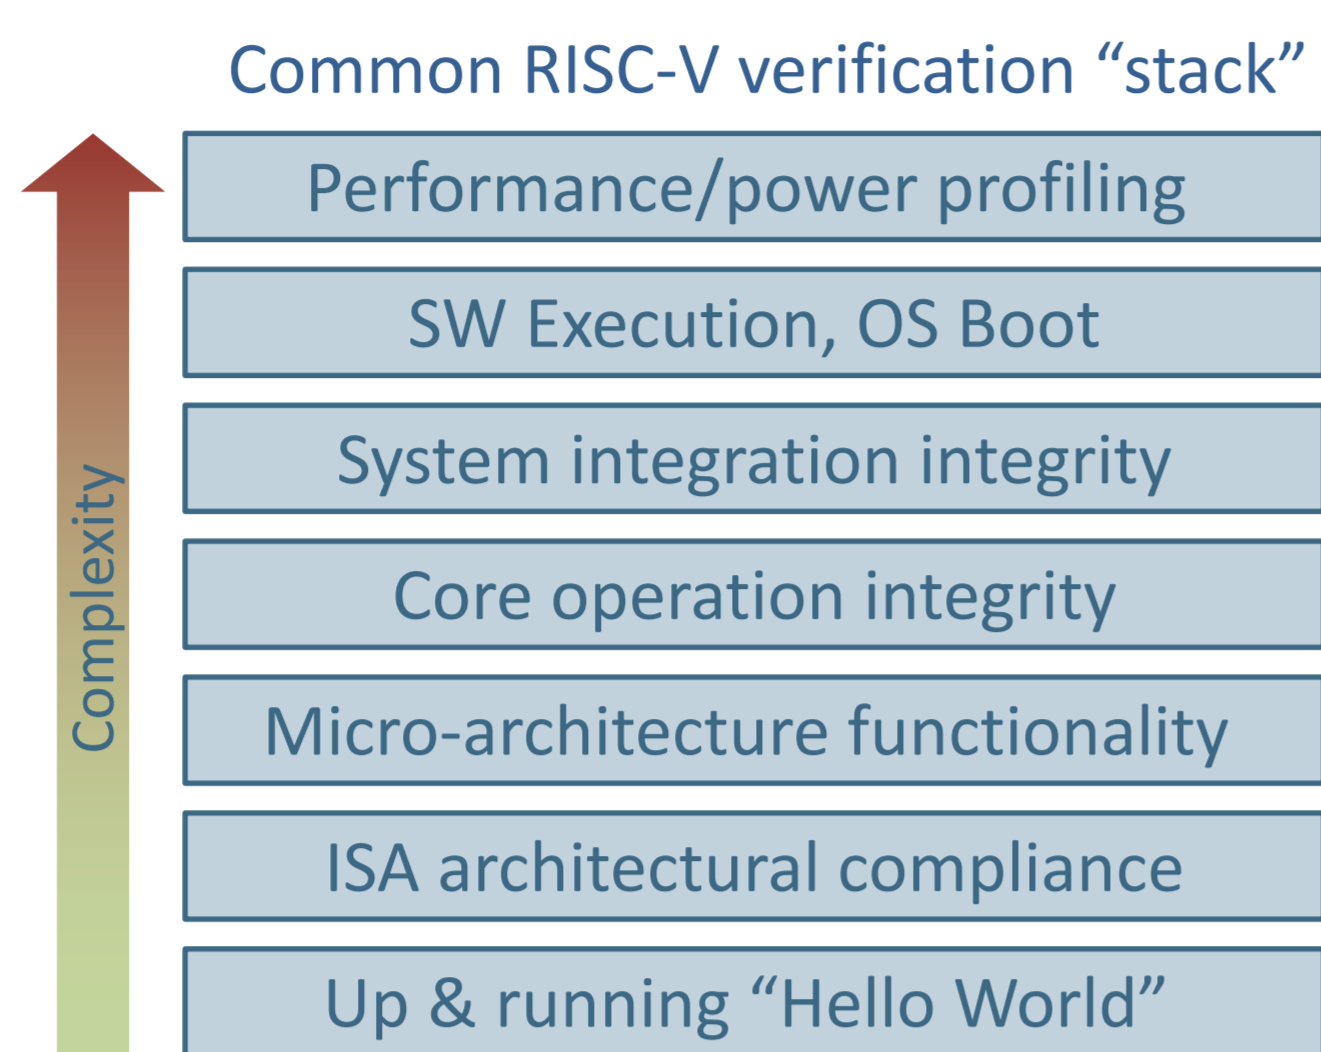 Common RISC-V verification “stack”
Performance/power profiling
SW Execution, OS Boot
System integration integrity
Core operation integrity
Micro-architecture functionality
ISA architectural compliance
Up & running “Hello World”
Complexity